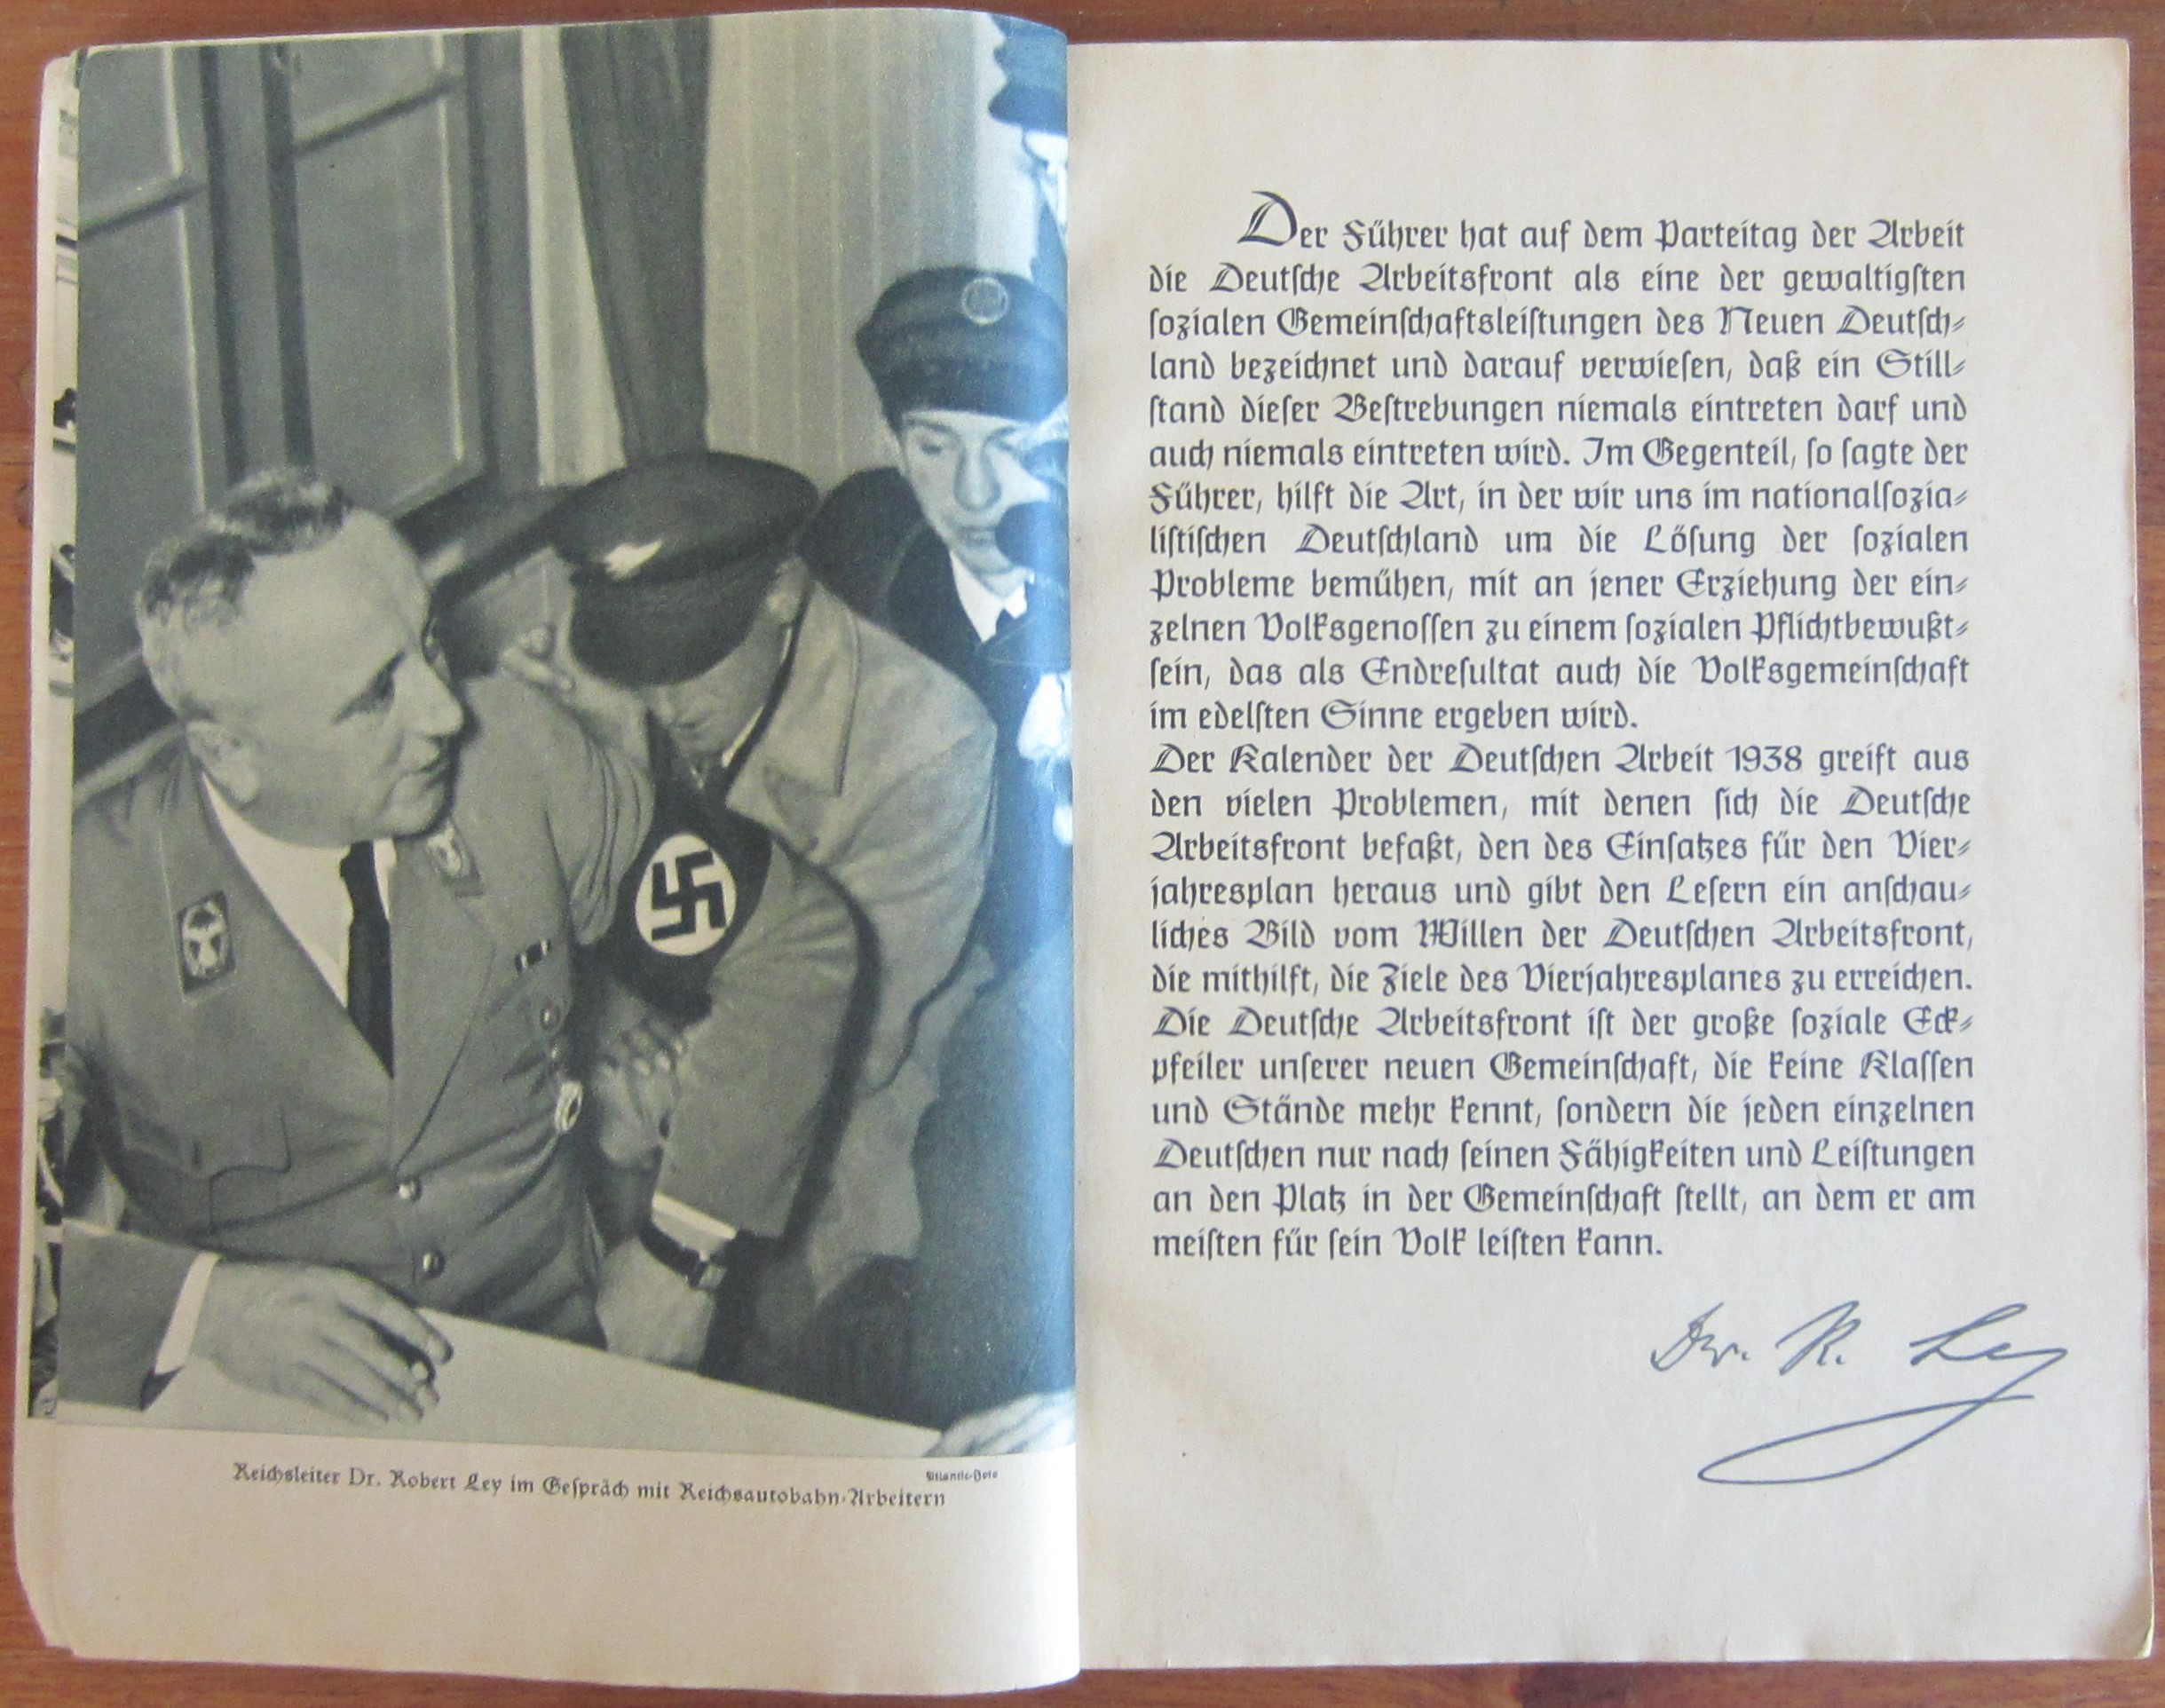 Reichsleiter Dr. Robert Ley im Gespräch mit Reichsautobahn-Arbeitern
Atlantic-Foto
Der Führer hat auf dem Parteitag der Arbeit
die Deutſche Arbeitsfront als eine der gewaltigſten
ſozialen Gemeinſchaftsleiſtungen des Neuen Deutſch-
land bezeichnet und darauf verwieſen, daß ein Still-
ſtand dieſer Beſtrebungen niemals eintreten darf und
auch niemals eintreten wird. Im Gegenteil, ſo ſagte der
Führer, hilft die Art, in der wir uns im nationalſozia-
liſtiſchen Deutſchland um die Löſung der ſozialen
Probleme bemühen, mit an jener Erziehung der ein-
zelnen Volksgenoſſen zu einem ſozialen Pflichtbewußt-
ſein, das als Endreſultat auch die Volksgemeinſchaft
im edelſten Sinne ergeben wird.
Der Kalender der Deutſchen Arbeit 1938 greift aus
den vielen Problemen, mit denen ſich die Deutſche
Arbeitsfront befaßt, den des Einſatzes für den Vier-
jahresplan heraus und gibt den Leſern ein anſchau-
liches Bild vom Willen der Deutſchen Arbeitsfront,
die mithilft, die Ziele des Vierjahresplanes zu erreichen.
Die Deutſche Arbeitsfront iſt der große ſoziale Eck-
pfeiler unſerer neuen Gemeinſchaft, die keine Klaſſen
und Stände mehr kennt, ſondern die jeden einzelnen
Deutſchen nur nach ſeinen Fähigkeiten und Leiſtungen
an den Platz in der Gemeinſchaft ſtellt, an dem er am
meiſten für ſein Volk leiſten kann.
Dr. R. Ley